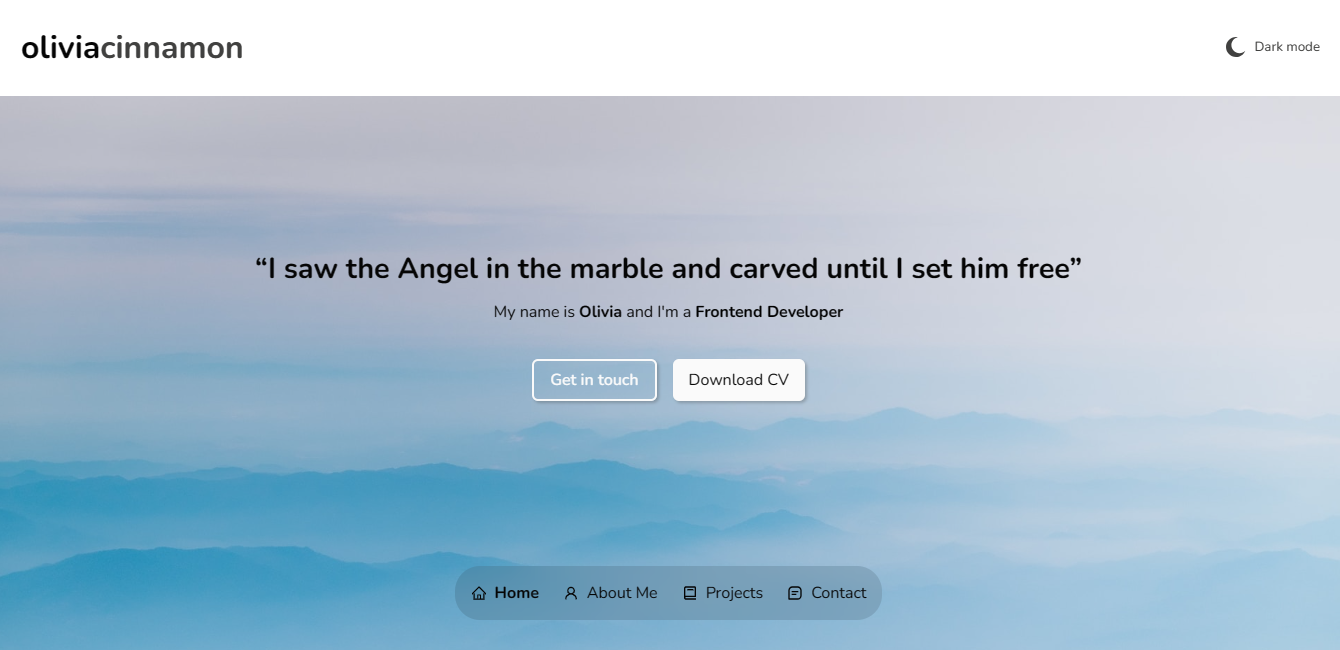 oliviacinnamon
Dark mode
“I saw the Angel in the marble and carved until I set him free”
My name is Olivia and I'm a Frontend Developer
Get in touch
Download CV
Home
About Me
Projects
Contact